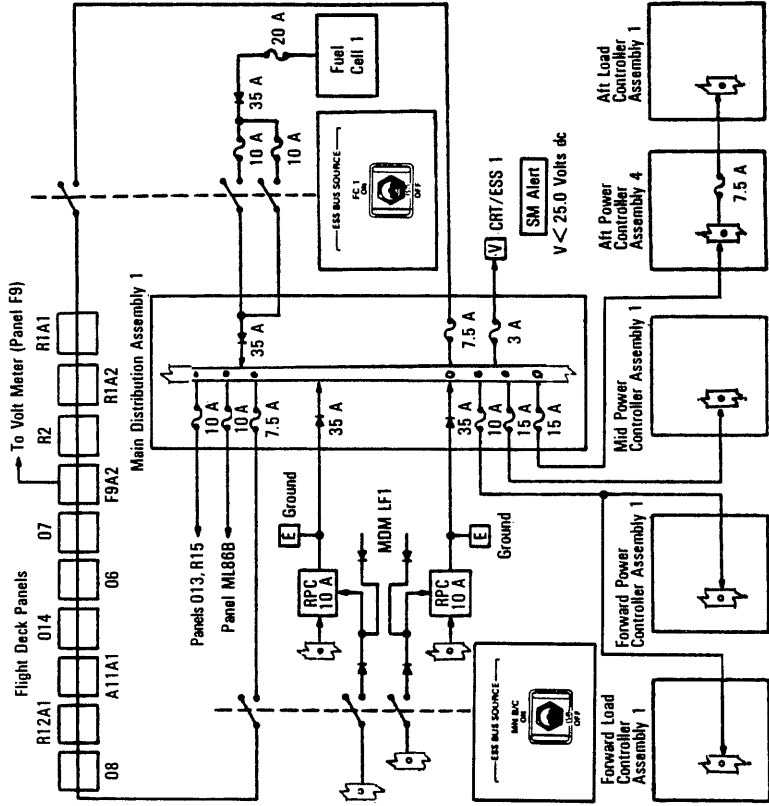 Flight Deck Panels
To Volt Meter (Panel F9)
O8
R12A1
A11A1
O14
O6
O7
F9A2
R2
R1A2
R1A1
20 A
Fuel
Cell 1
35 A
10 A
10 A
ESS BUS SOURCE
FC 1
ON
OFF
Main Distribution Assembly 1
35 A
10 A
10 A
7.5 A
35 A
7.5 A
3 A
35 A
10 A
15 A
15 A
V
CRT/ESS 1
SM Alert
V < 25.0 Volts dc
Panels O13, R15
Panel ML86B
E
Ground
RPC
10 A
MDM LF1
RPC
10 A
E
Ground
ESS BUS SOURCE
MN B/C
ON
OFF
Forward Load
Controller
Assembly 1
Forward Power
Controller Assembly 1
Mid Power
Controller Assembly 1
Aft Power
Controller
Assembly 4
7.5 A
Aft Load
Controller
Assembly 1